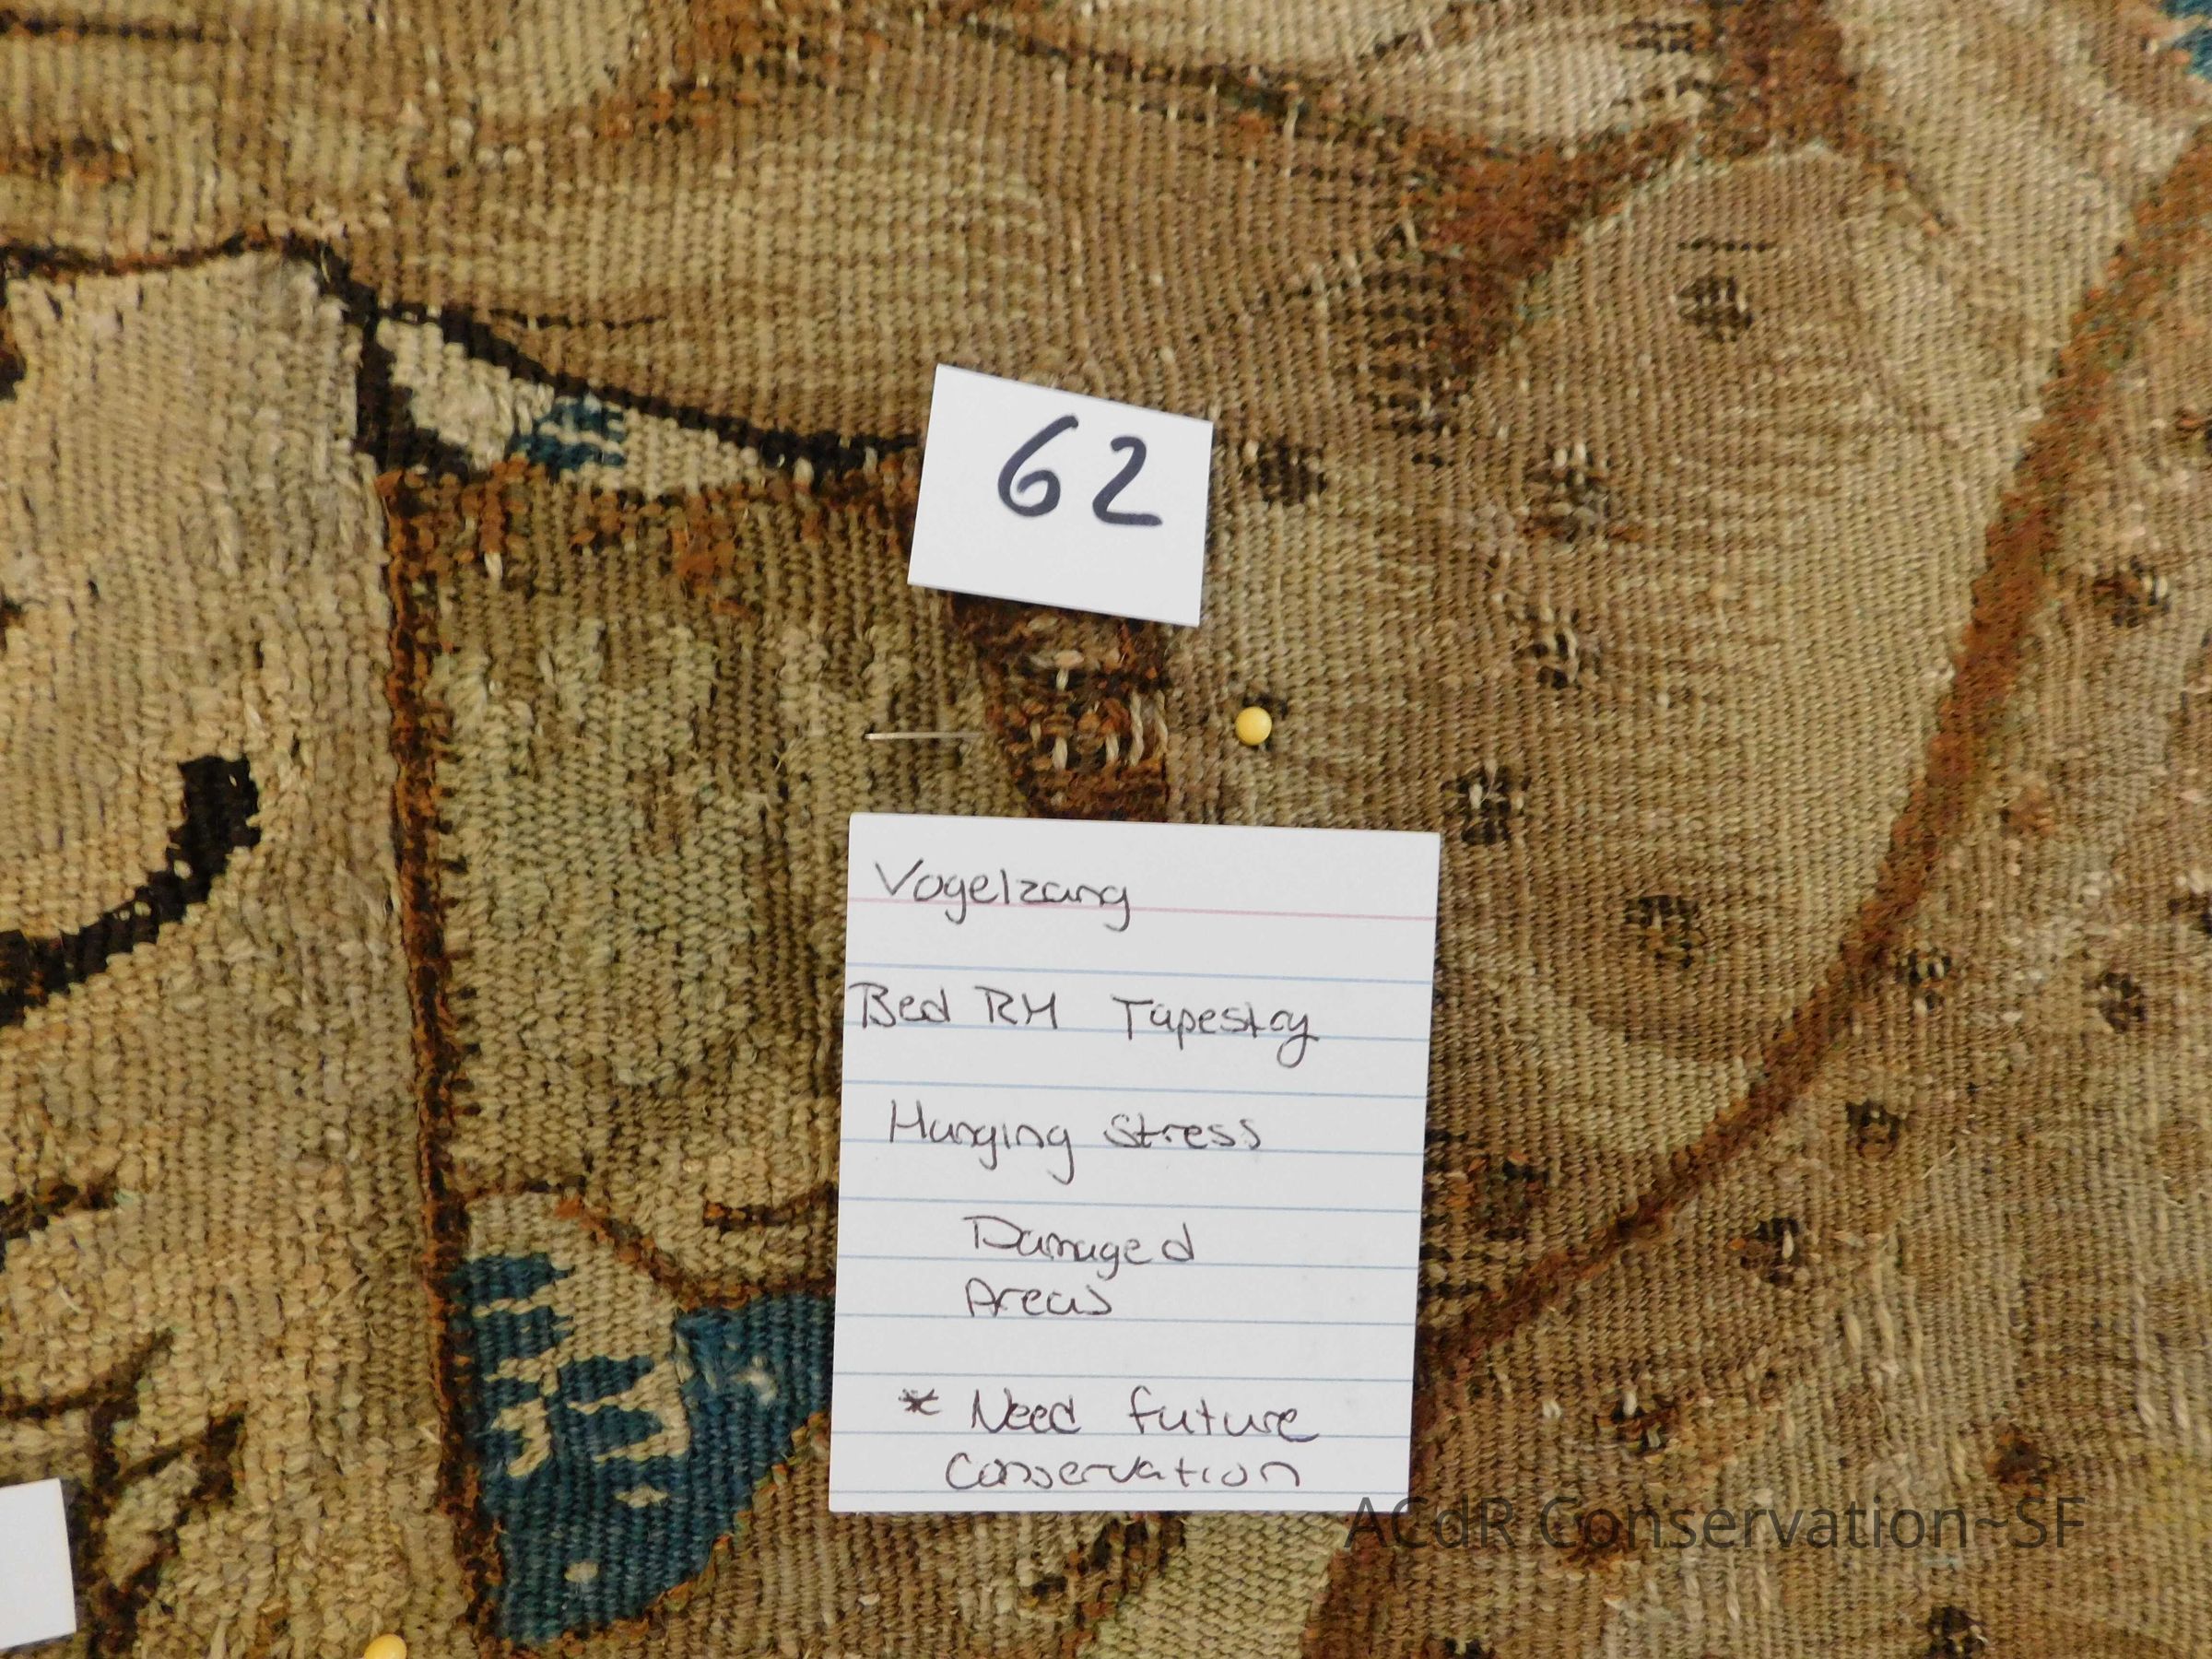 62
Vogelzang
Bed RM Tapestry
Hanging Stress
Damaged
Areas
* Need future
Conservation
ACdR Conservation~SF